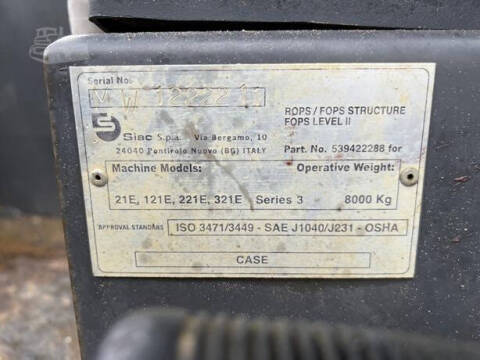 Serial No:
ROPS / FOPS STRUCTURE
FOPS LEVEL II
Siac S.p.a. Via Bergamo, 10
24040 Pontirolo Nuovo (BG) ITALY
Part. No. 539422288 for
Machine Models: Operative Weight:
21E, 121E, 221E, 321E Series 3 8000 Kg
APPROVAL STANDARS ISO 3471/3449 - SAE J1040/J231 - OSHA
CASE